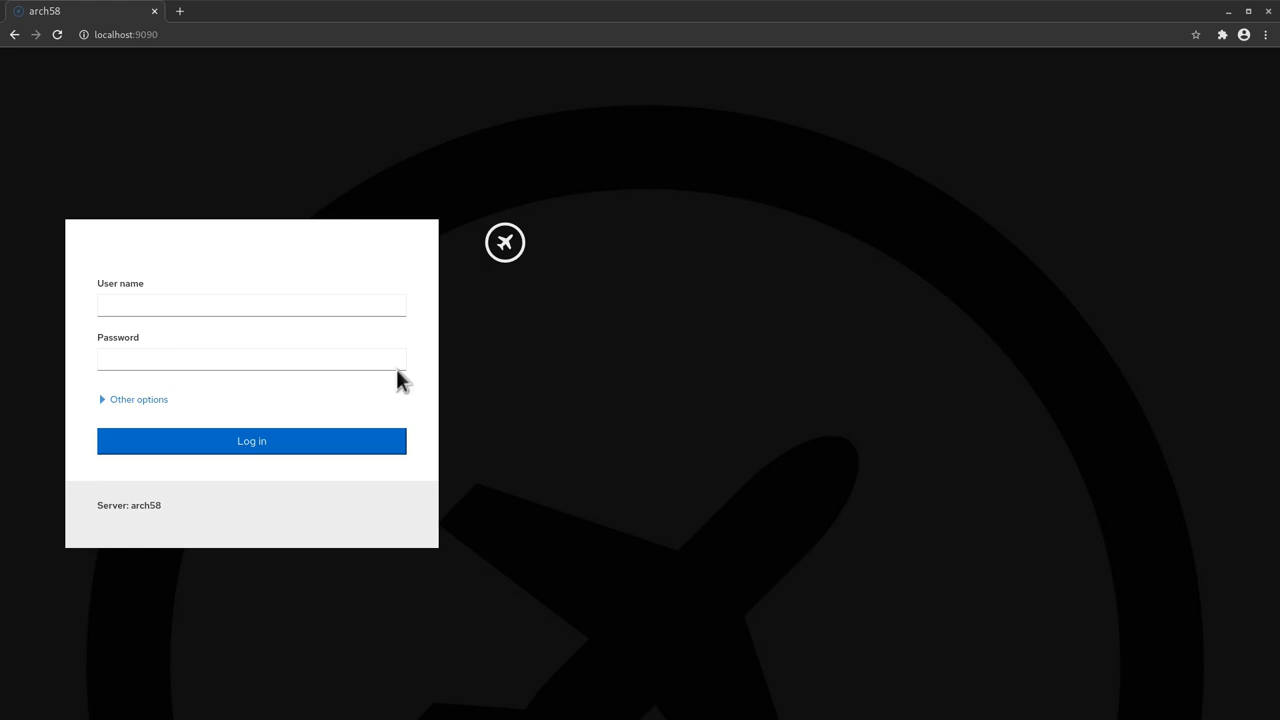 arch58
localhost:9090
User name
Password
Other options
Log in
Server: arch58